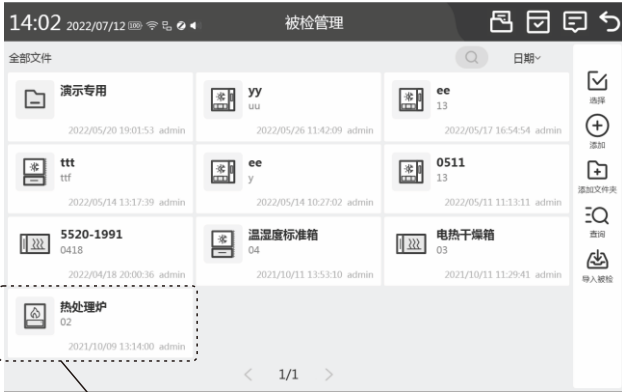 14:02 2022/07/12 100 被检管理
全部文件 日期
演示专用
2022/05/20 19:01:53 admin
yy
uu
2022/05/26 11:42:09 admin
ee
13
2022/05/17 16:54:54 admin
ttt
ttf
2022/05/14 13:17:39 admin
ee
y
2022/05/14 10:27:02 admin
0511
13
2022/05/11 11:13:11 admin
5520-1991
0418
2022/04/18 20:00:36 admin
温湿度标准箱
04
2021/10/11 13:53:10 admin
电热干燥箱
03
2021/10/11 11:29:41 admin
热处理炉
02
2021/10/09 13:14:00 admin
1/1
选择
添加
添加文件夹
查询
导入被检